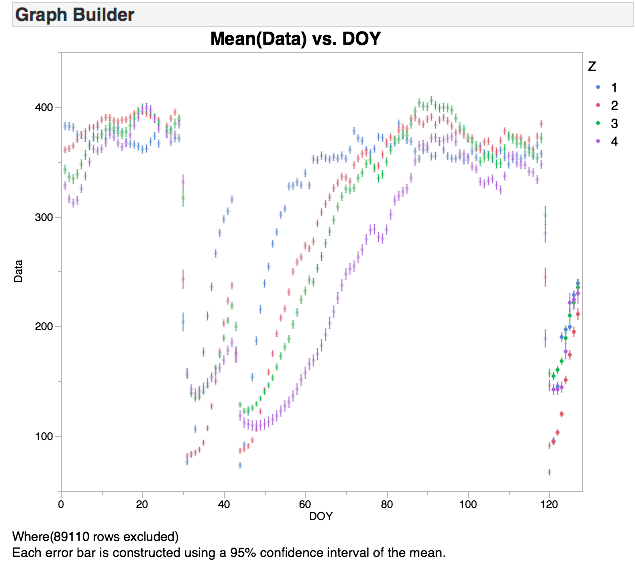 Graph Builder
Mean(Data) vs. DOY
Z
1
2
3
4
400
300
200
100
Data
0
20
40
60
80
100
120
DOY
Where(89110 rows excluded)
Each error bar is constructed using a 95% confidence interval of the mean.